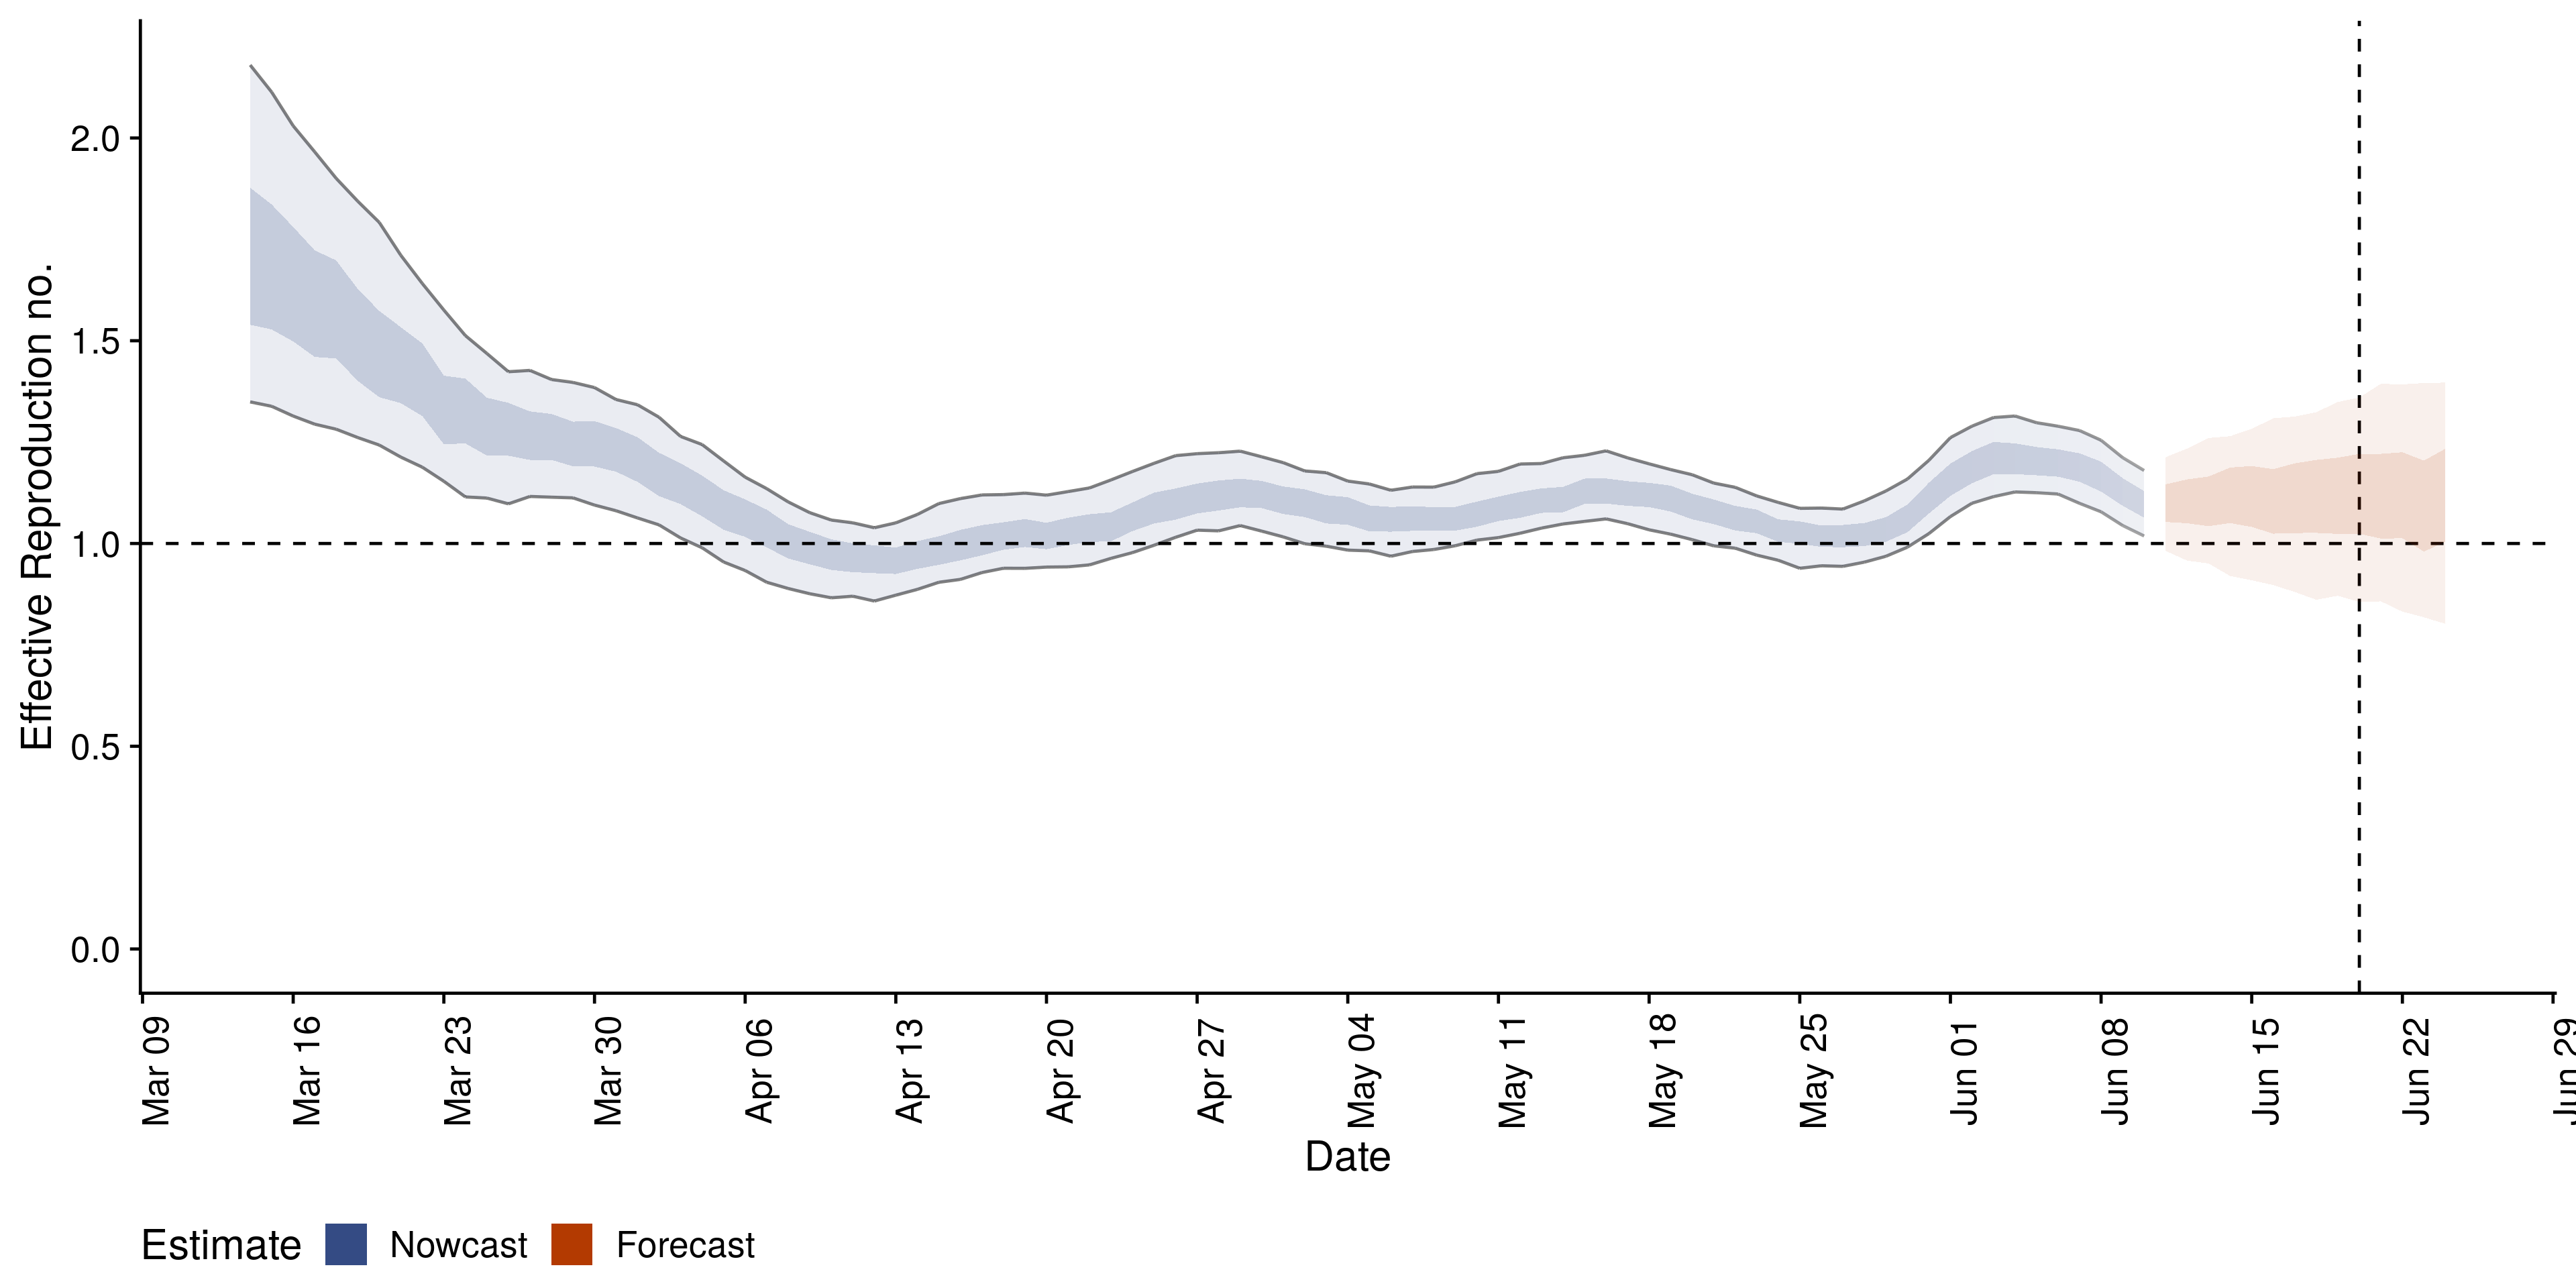 Effective Reproduction no.
2.0
1.5
1.0
0.5
0.0
Mar 09
Mar 16
Mar 23
Mar 30
Apr 06
Apr 13
Apr 20
Apr 27
May 04
May 11
May 18
May 25
Jun 01
Jun 08
Jun 15
Jun 22
Jun 29
Date
Estimate Nowcast Forecast